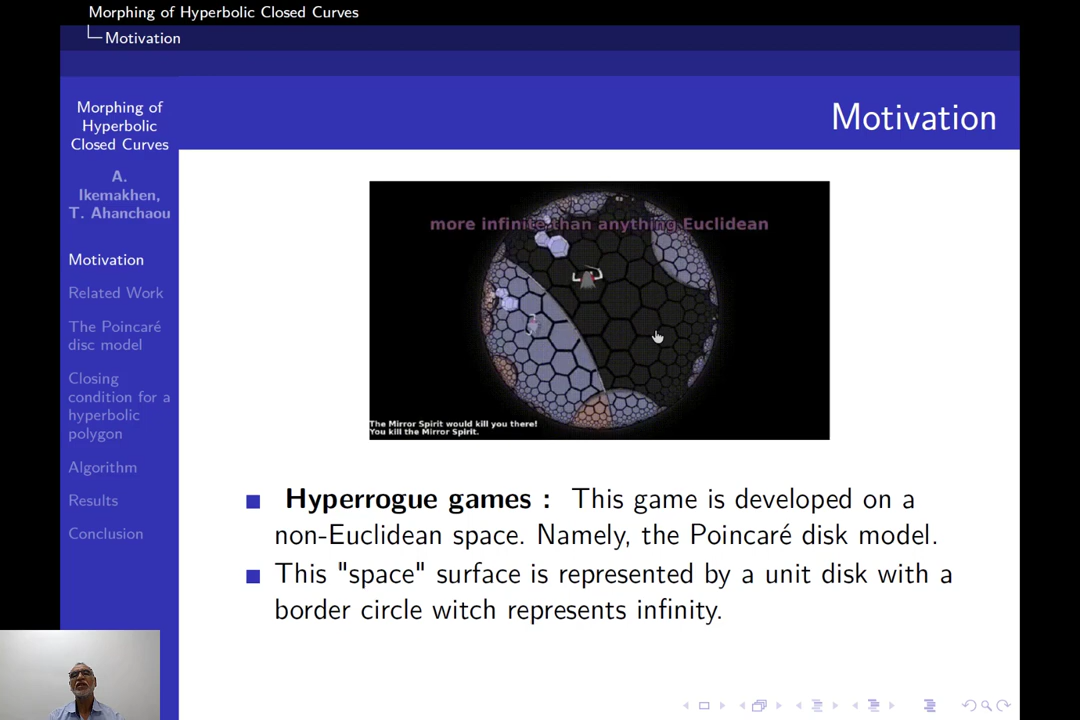 Morphing of Hyperbolic Closed Curves
Motivation
Morphing of
Hyperbolic
Closed Curves
A.
Ikemakhen,
T. Ahanchaou
Motivation
Related Work
The Poincaré
disc model
Closing
condition for a
hyperbolic
polygon
Algorithm
Results
Conclusion
Motivation
more infinite than anything Euclidean
The Mirror Spirit would kill you there!
You kill the Mirror Spirit.
Hyperrogue games : This game is developed on a
non-Euclidean space. Namely, the Poincaré disk model.
This "space" surface is represented by a unit disk with a
border circle witch represents infinity.